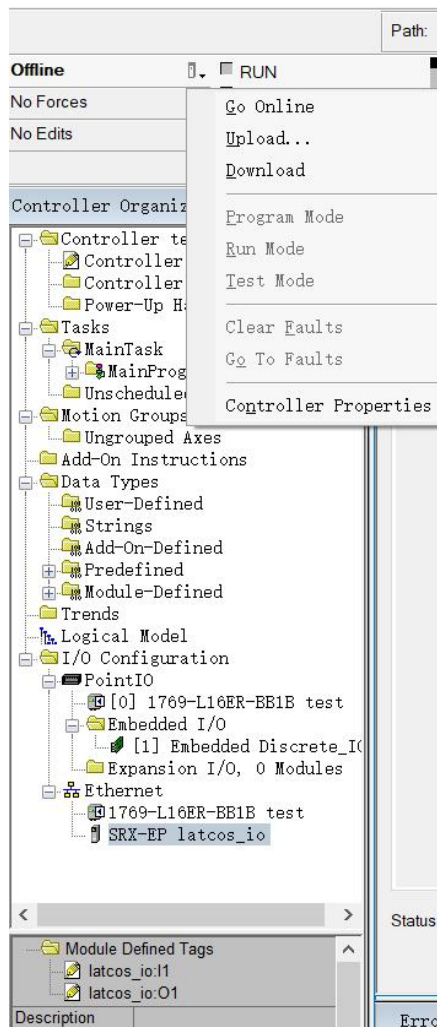 Path:
Offline
RUN
No Forces
No Edits
Go Online
Upload...
Download
Program Mode
Run Mode
Test Mode
Clear Faults
Go To Faults
Controller Properties
Controller Organiz
Controller te
Controller
Controller
Power-Up Ha
Tasks
MainTask
MainProg
Unscheduled
Motion Groups
Ungrouped Axes
Add-On Instructions
Data Types
User-Defined
Strings
Add-On-Defined
Predefined
Module-Defined
Trends
Logical Model
I/O Configuration
PointIO
[0] 1769-L16ER-BB1B test
Embedded I/O
[1] Embedded Discrete_I(
Expansion I/O, 0 Modules
Ethernet
1769-L16ER-BB1B test
SRX-EP latcos_io
Status
Module Defined Tags
latcos_io:I1
latcos_io:O1
Description
Erro